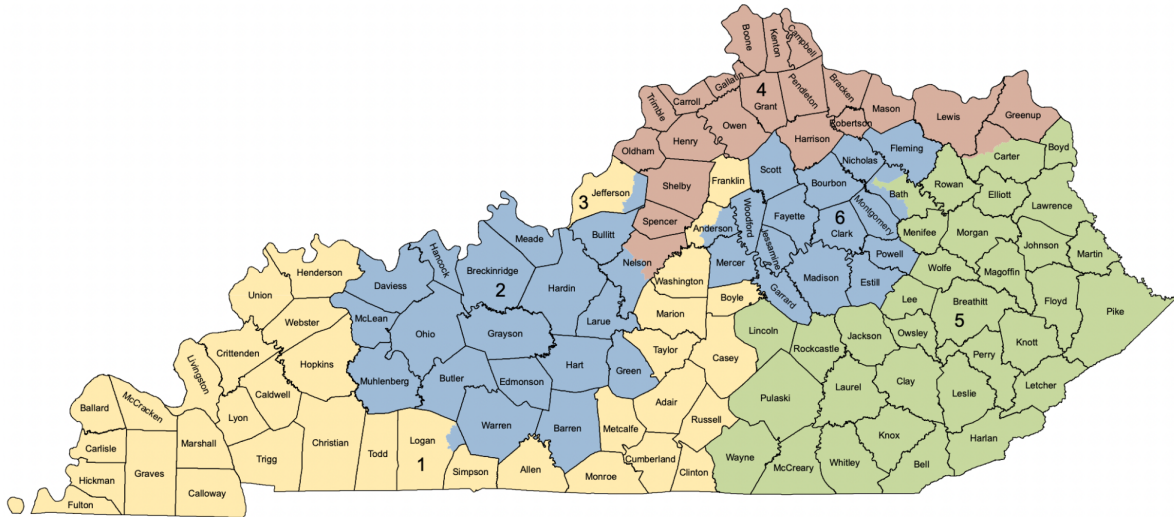 Boone
Kenton
Campbell
Gallatin
4
Grant
Pendleton
Bracken
Trimble
Carroll
Owen
Mason
Robertson
Lewis
Greenup
Henry
Harrison
Oldham
Fleming
Nicholas
Carter
Boyd
Scott
Bourbon
Shelby
Franklin
Jefferson
3
Bath
Rowan
Elliott
Lawrence
Spencer
Anderson
Woodford
Fayette
6
Clark
Montgomery
Menifee
Morgan
Johnson
Martin
Bullitt
Meade
Hancock
Breckinridge
2
Nelson
Mercer
Jessamine
Powell
Madison
Estill
Wolfe
Magoffin
Henderson
Union
Daviess
Hardin
Washington
Garrard
Lee
Breathitt
5
Floyd
Pike
Webster
McLean
Ohio
Grayson
Larue
Marion
Boyle
Lincoln
Rockcastle
Jackson
Owsley
Perry
Knott
Crittenden
Livingston
Hopkins
Muhlenberg
Butler
Edmonson
Hart
Green
Taylor
Casey
Pulaski
Laurel
Clay
Leslie
Letcher
Ballard
McCracken
Lyon
Caldwell
Warren
Barren
Metcalfe
Adair
Russell
Carlisle
Graves
Marshall
Trigg
Christian
Todd
Logan
1
Simpson
Allen
Monroe
Cumberland
Clinton
Wayne
McCreary
Whitley
Knox
Bell
Harlan
Hickman
Fulton
Calloway